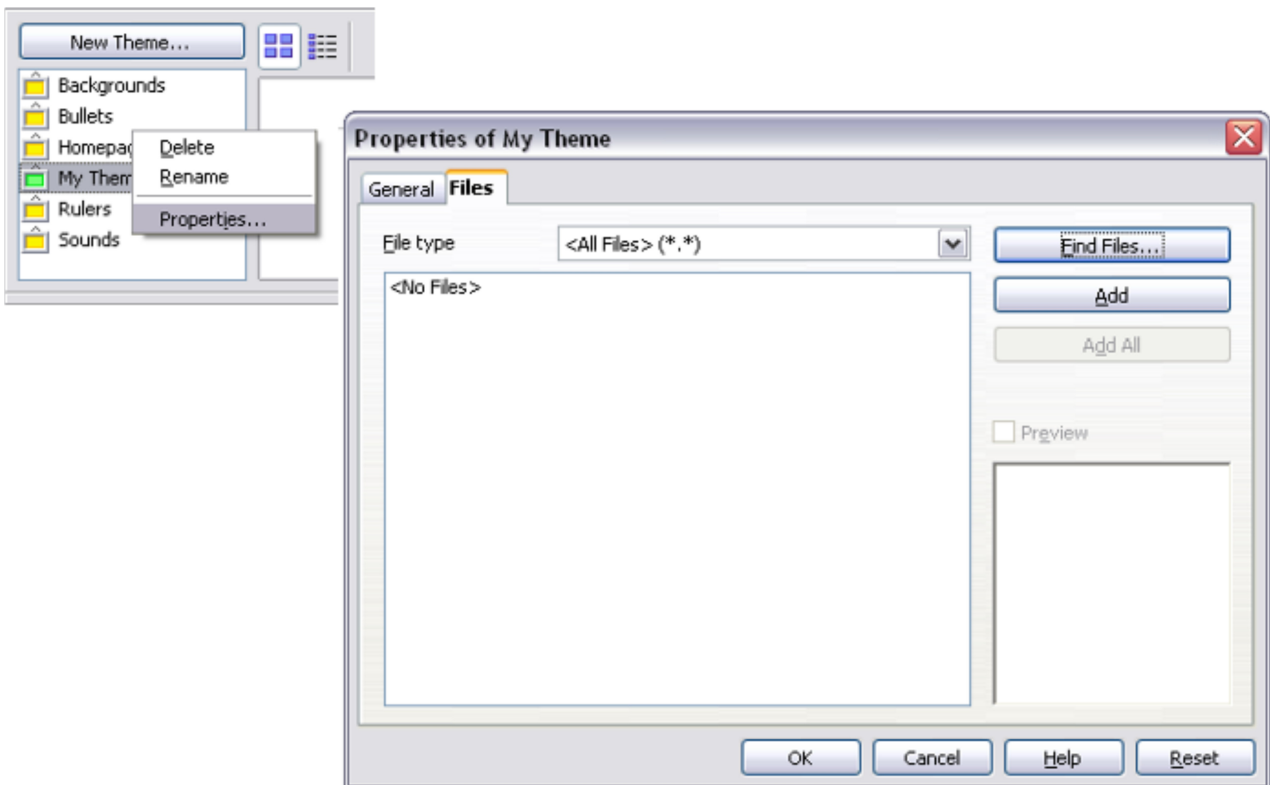 New Theme...
Backgrounds
Bullets
Homepag
My Them
Rulers
Sounds
Delete
Rename
Properties...
Properties of My Theme
General Files
File type <All Files> (*.*) Find Files...
<No Files> Add
Add All
Preview
OK Cancel Help Reset